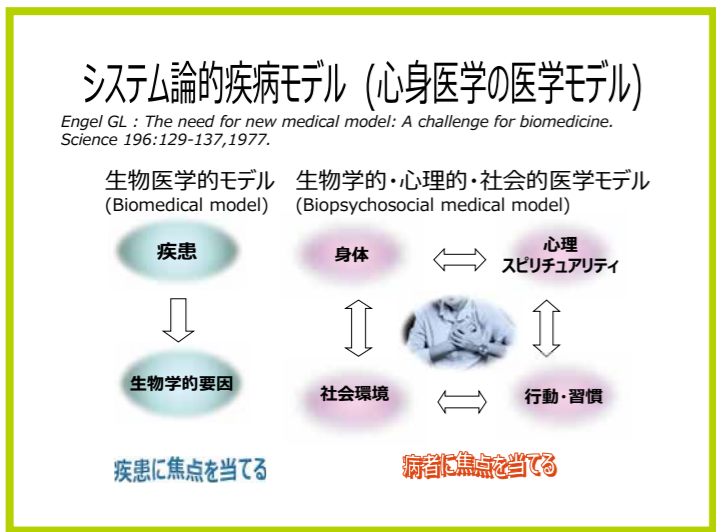 システム論的疾病モデル (心身医学の医学モデル)
Engel GL : The need for new medical model: A challenge for biomedicine.
Science 196:129-137,1977.
生物医学的モデル
(Biomedical model)
疾患
生物学的要因
疾患に焦点を当てる
生物学的・心理的・社会的医学モデル
(Biopsychosocial medical model)
身体
心理
スピリチュアリティ
社会環境
行動・習慣
病者に焦点を当てる